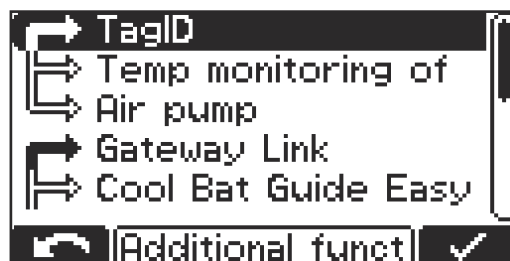 TagID
Temp monitoring of
Air pump
Gateway Link
Cool Bat Guide Easy
Additional funct